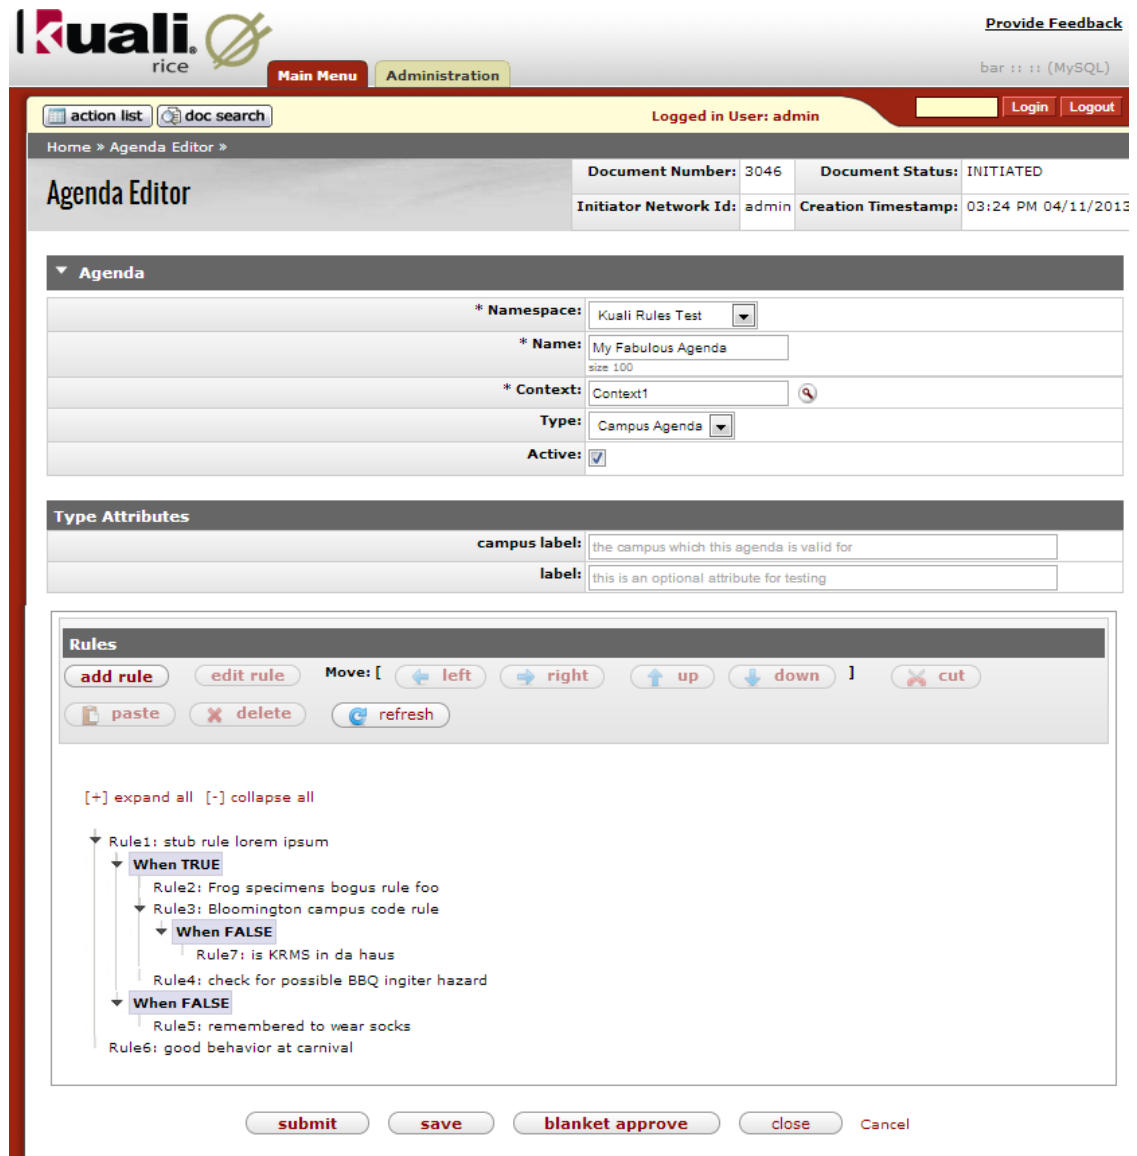 Kuali®
rice
Provide Feedback
Main Menu
Administration
bar :: :: (MySQL)
action list doc search Logged in User: admin Login Logout
Home » Agenda Editor »
Agenda Editor
Document Number: 3046 Document Status: INITIATED
Initiator Network Id: admin Creation Timestamp: 03:24 PM 04/11/2013
Agenda
* Namespace: Kuali Rules Test
* Name: My Fabulous Agenda
size 100
* Context: Context1
Type: Campus Agenda
Active:
Type Attributes
campus label: the campus which this agenda is valid for
label: this is an optional attribute for testing
Rules
add rule edit rule Move: [ left right up down ] cut
paste delete refresh
[+] expand all [-] collapse all
Rule1: stub rule lorem ipsum
When TRUE
Rule2: Frog specimens bogus rule foo
Rule3: Bloomington campus code rule
When FALSE
Rule7: is KRMS in da haus
Rule4: check for possible BBQ ingiter hazard
When FALSE
Rule5: remembered to wear socks
Rule6: good behavior at carnival
submit save blanket approve close Cancel